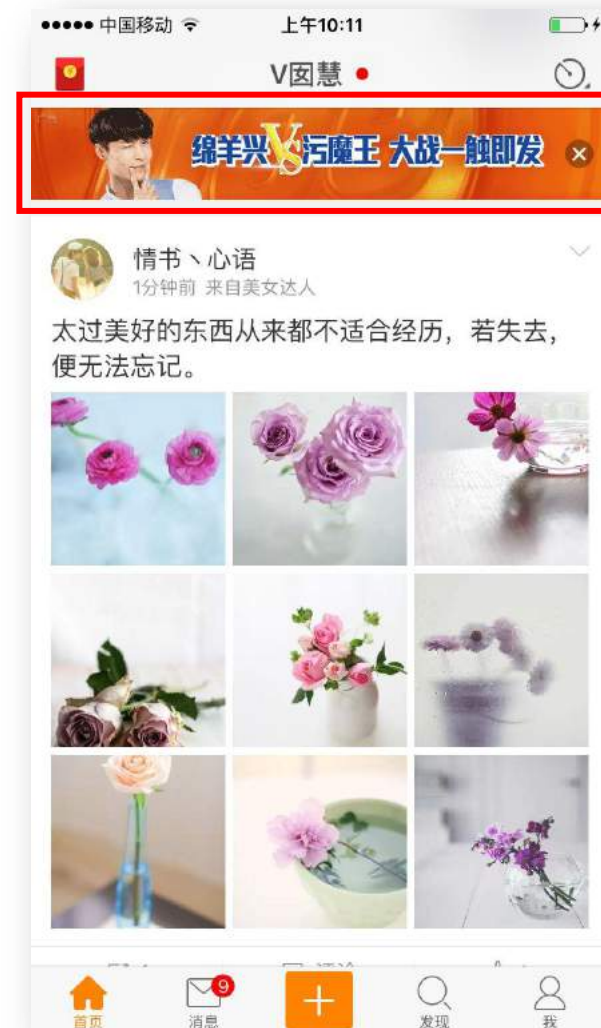 中国移动 上午10:11
V囡慧
绵羊兴VS污魔王 大战一触即发
情书丶心语
1分钟前 来自美女达人
太过美好的东西从来都不适合经历，若失去，
便无法忘记。
9
首页 消息 发现 我